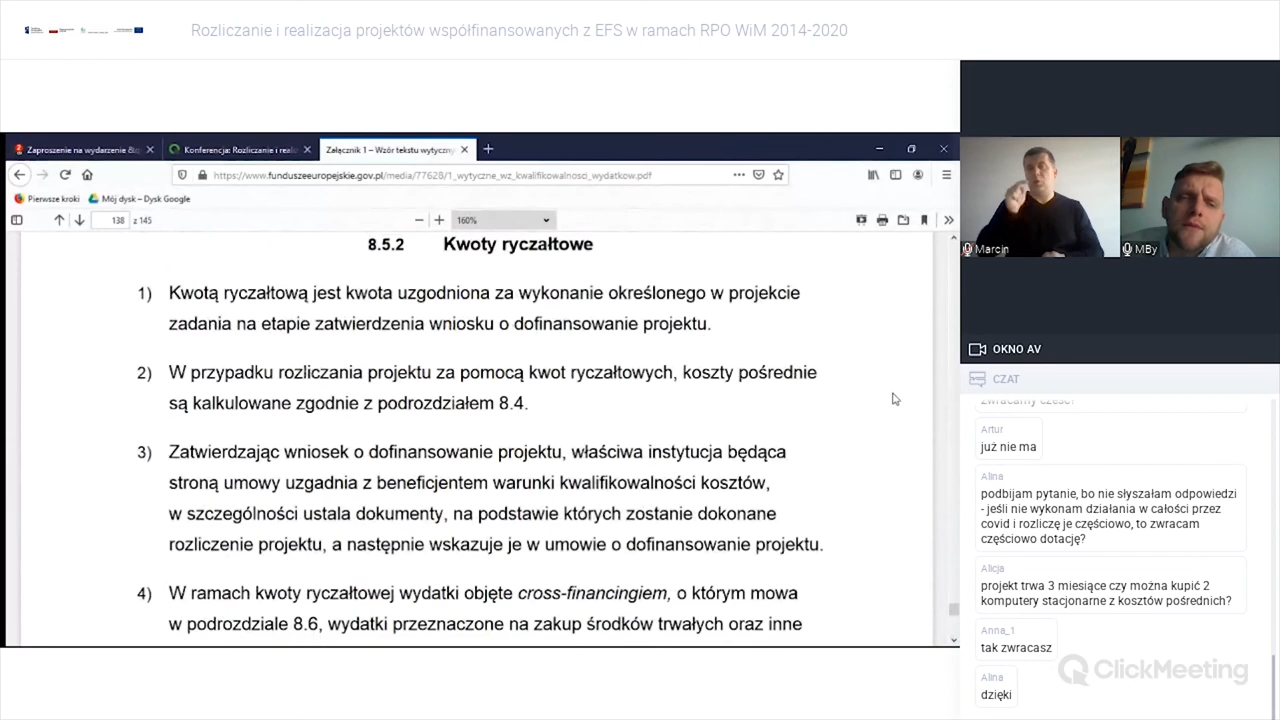 Rozliczanie i realizacja projektów współfinansowanych z EFS w ramach RPO WiM 2014-2020
Zaproszenie na wydarzenie
Konferencja: Rozliczanie i reali
Załącznik 1 – Wzór tekstu wytyczny
https://www.funduszeeuropejskie.gov.pl/media/77628/1_wytyczne_wz_kwalifikowalnosci_wydatkow.pdf
Pierwsze kroki
Mój dysk – Dysk Google
138 z 145
160%
8.5.2 Kwoty ryczałtowe
1) Kwotą ryczałtową jest kwota uzgodniona za wykonanie określonego w projekcie
zadania na etapie zatwierdzenia wniosku o dofinansowanie projektu.
2) W przypadku rozliczania projektu za pomocą kwot ryczałtowych, koszty pośrednie
są kalkulowane zgodnie z podrozdziałem 8.4.
3) Zatwierdzając wniosek o dofinansowanie projektu, właściwa instytucja będąca
stroną umowy uzgadnia z beneficjentem warunki kwalifikowalności kosztów,
w szczególności ustala dokumenty, na podstawie których zostanie dokonane
rozliczenie projektu, a następnie wskazuje je w umowie o dofinansowanie projektu.
4) W ramach kwoty ryczałtowej wydatki objęte cross-financingiem, o którym mowa
w podrozdziale 8.6, wydatki przeznaczone na zakup środków trwałych oraz inne
Marcin
MBy
OKNO AV
CZAT
Artur
już nie ma
Alina
podbijam pytanie, bo nie słyszałam odpowiedzi
- jeśli nie wykonam działania w całości przez
covid i rozliczę je częściowo, to zwracam
częściowo dotację?
Alicja
projekt trwa 3 miesiące czy można kupić 2
komputery stacjonarne z kosztów pośrednich?
Anna_1
tak zwracasz
Alina
dzięki
ClickMeeting